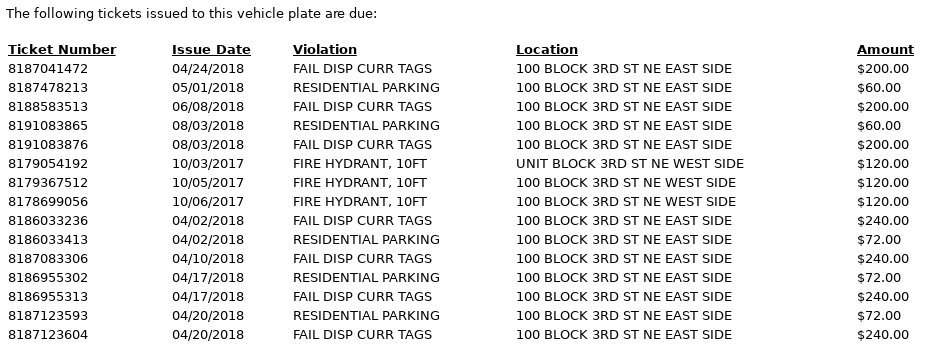 The following tickets issued to this vehicle plate are due:
Ticket Number Issue Date Violation Location Amount
8187041472 04/24/2018 FAIL DISP CURR TAGS 100 BLOCK 3RD ST NE EAST SIDE $200.00
8187478213 05/01/2018 RESIDENTIAL PARKING 100 BLOCK 3RD ST NE EAST SIDE $60.00
8188583513 06/08/2018 FAIL DISP CURR TAGS 100 BLOCK 3RD ST NE EAST SIDE $200.00
8191083865 08/03/2018 RESIDENTIAL PARKING 100 BLOCK 3RD ST NE EAST SIDE $60.00
8191083876 08/03/2018 FAIL DISP CURR TAGS 100 BLOCK 3RD ST NE EAST SIDE $200.00
8179054192 10/03/2017 FIRE HYDRANT, 10FT UNIT BLOCK 3RD ST NE WEST SIDE $120.00
8179367512 10/05/2017 FIRE HYDRANT, 10FT 100 BLOCK 3RD ST NE WEST SIDE $120.00
8178699056 10/06/2017 FIRE HYDRANT, 10FT 100 BLOCK 3RD ST NE WEST SIDE $120.00
8186033236 04/02/2018 FAIL DISP CURR TAGS 100 BLOCK 3RD ST NE EAST SIDE $240.00
8186033413 04/02/2018 RESIDENTIAL PARKING 100 BLOCK 3RD ST NE EAST SIDE $72.00
8187083306 04/10/2018 FAIL DISP CURR TAGS 100 BLOCK 3RD ST NE EAST SIDE $240.00
8186955302 04/17/2018 RESIDENTIAL PARKING 100 BLOCK 3RD ST NE EAST SIDE $72.00
8186955313 04/17/2018 FAIL DISP CURR TAGS 100 BLOCK 3RD ST NE EAST SIDE $240.00
8187123593 04/20/2018 RESIDENTIAL PARKING 100 BLOCK 3RD ST NE EAST SIDE $72.00
8187123604 04/20/2018 FAIL DISP CURR TAGS 100 BLOCK 3RD ST NE EAST SIDE $240.00